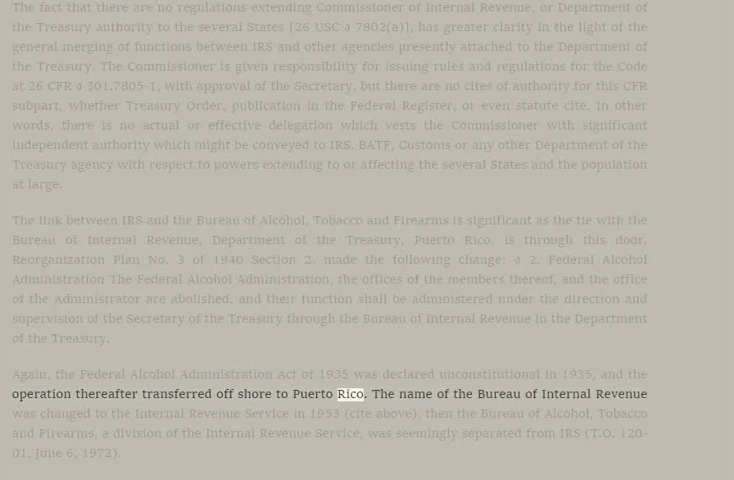 The fact that there are no regulations extending Commissioner of Internal Revenue, or Department of
the Treasury authority to the several States [26 USC § 7802(a)], has greater clarity in the light of the
general merging of functions between IRS and other agencies presently attached to the Department of
the Treasury. The Commissioner is given responsibility for issuing rules and regulations for the Code
at 26 CFR § 301.7805-1, with approval of the Secretary, but there are no cites of authority for this CFR
subpart, whether Treasury Order, publication in the Federal Register, or even statute cite. In other
words, there is no actual or effective delegation which vests the Commissioner with significant
independent authority which might be conveyed to IRS, BATF, Customs or any other Department of the
Treasury agency with respect to powers extending to or affecting the several States and the population
at large.
The link between IRS and the Bureau of Alcohol, Tobacco and Firearms is significant as the tie with the
Bureau of Internal Revenue, Department of the Treasury, Puerto Rico, is through this door.
Reorganization Plan No. 3 of 1940 Section 2. made the following change: § 2. Federal Alcohol
Administration The Federal Alcohol Administration, the offices of the members thereof, and the office
of the Administrator are abolished, and their function shall be administered under the direction and
supervision of the Secretary of the Treasury through the Bureau of Internal Revenue in the Department
of the Treasury.
Again, the Federal Alcohol Administration Act of 1935 was declared unconstitutional in 1935, and the
operation thereafter transferred off shore to Puerto Rico. The name of the Bureau of Internal Revenue
was changed to the Internal Revenue Service in 1953 (cite above), then the Bureau of Alcohol, Tobacco
and Firearms, a division of the Internal Revenue Service, was seemingly separated from IRS (T.O. 120-
01, June 6, 1972).